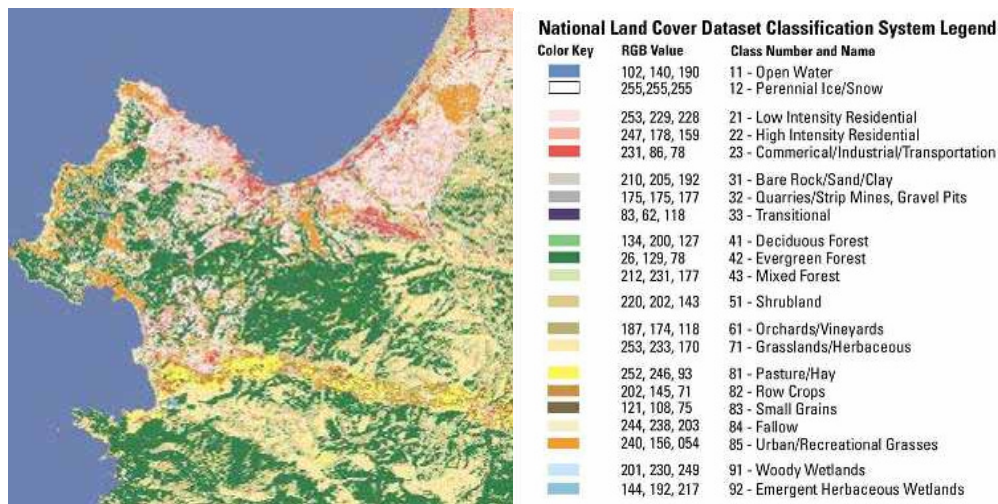 National Land Cover Dataset Classification System Legend
Color Key RGB Value Class Number and Name
102, 140, 190 11 - Open Water
255,255,255 12 - Perennial Ice/Snow
253, 229, 228 21 - Low Intensity Residential
247, 178, 159 22 - High Intensity Residential
231, 86, 78 23 - Commerical/Industrial/Transportation
210, 205, 192 31 - Bare Rock/Sand/Clay
175, 175, 177 32 - Quarries/Strip Mines, Gravel Pits
83, 62, 118 33 - Transitional
134, 200, 127 41 - Deciduous Forest
26, 129, 78 42 - Evergreen Forest
212, 231, 177 43 - Mixed Forest
220, 202, 143 51 - Shrubland
187, 174, 118 61 - Orchards/Vineyards
253, 233, 170 71 - Grasslands/Herbaceous
252, 246, 93 81 - Pasture/Hay
202, 145, 71 82 - Row Crops
121, 108, 75 83 - Small Grains
244, 238, 203 84 - Fallow
240, 156, 054 85 - Urban/Recreational Grasses
201, 230, 249 91 - Woody Wetlands
144, 192, 217 92 - Emergent Herbaceous Wetlands